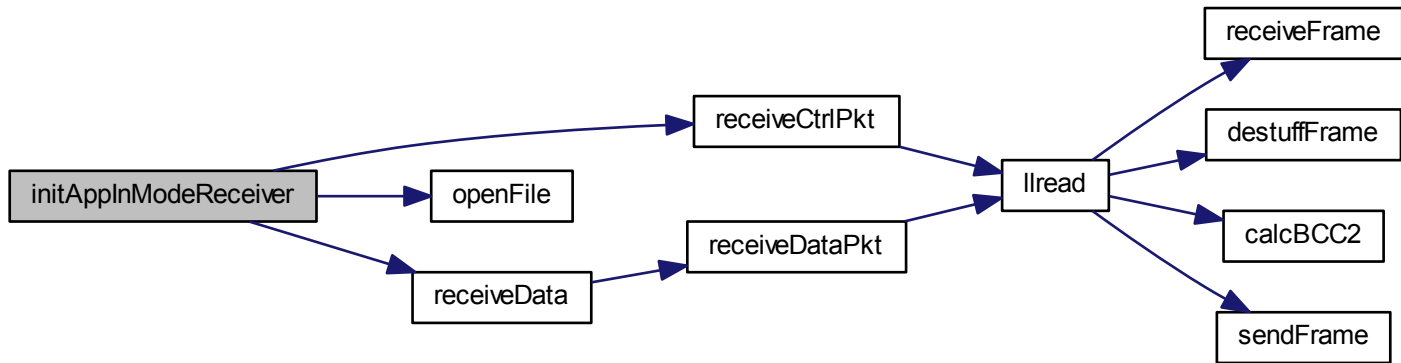 initAppInModeReceiver
receiveCtrlPkt
openFile
receiveData
receiveDataPkt
llread
receiveFrame
destuffFrame
calcBCC2
sendFrame